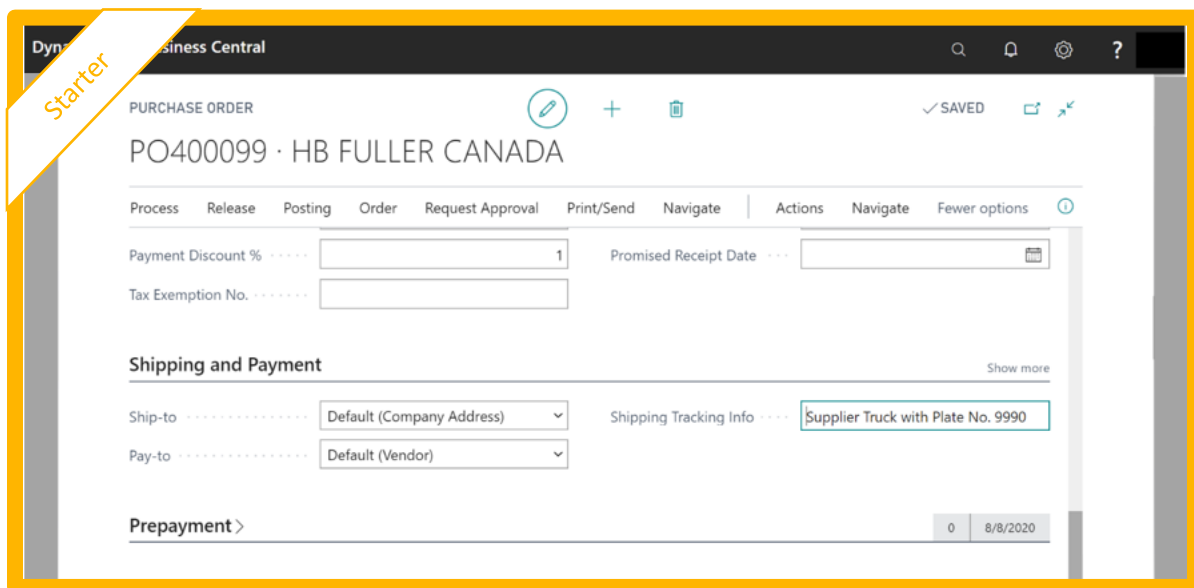 Dyna siness Central
?
Starter
PURCHASE ORDER
SAVED
PO400099 · HB FULLER CANADA
Process Release Posting Order Request Approval Print/Send Navigate Actions Navigate Fewer options
Payment Discount % 1 Promised Receipt Date
Tax Exemption No.
Shipping and Payment Show more
Ship-to Default (Company Address) Shipping Tracking Info Supplier Truck with Plate No. 9990
Pay-to Default (Vendor)
Prepayment > 0 8/8/2020